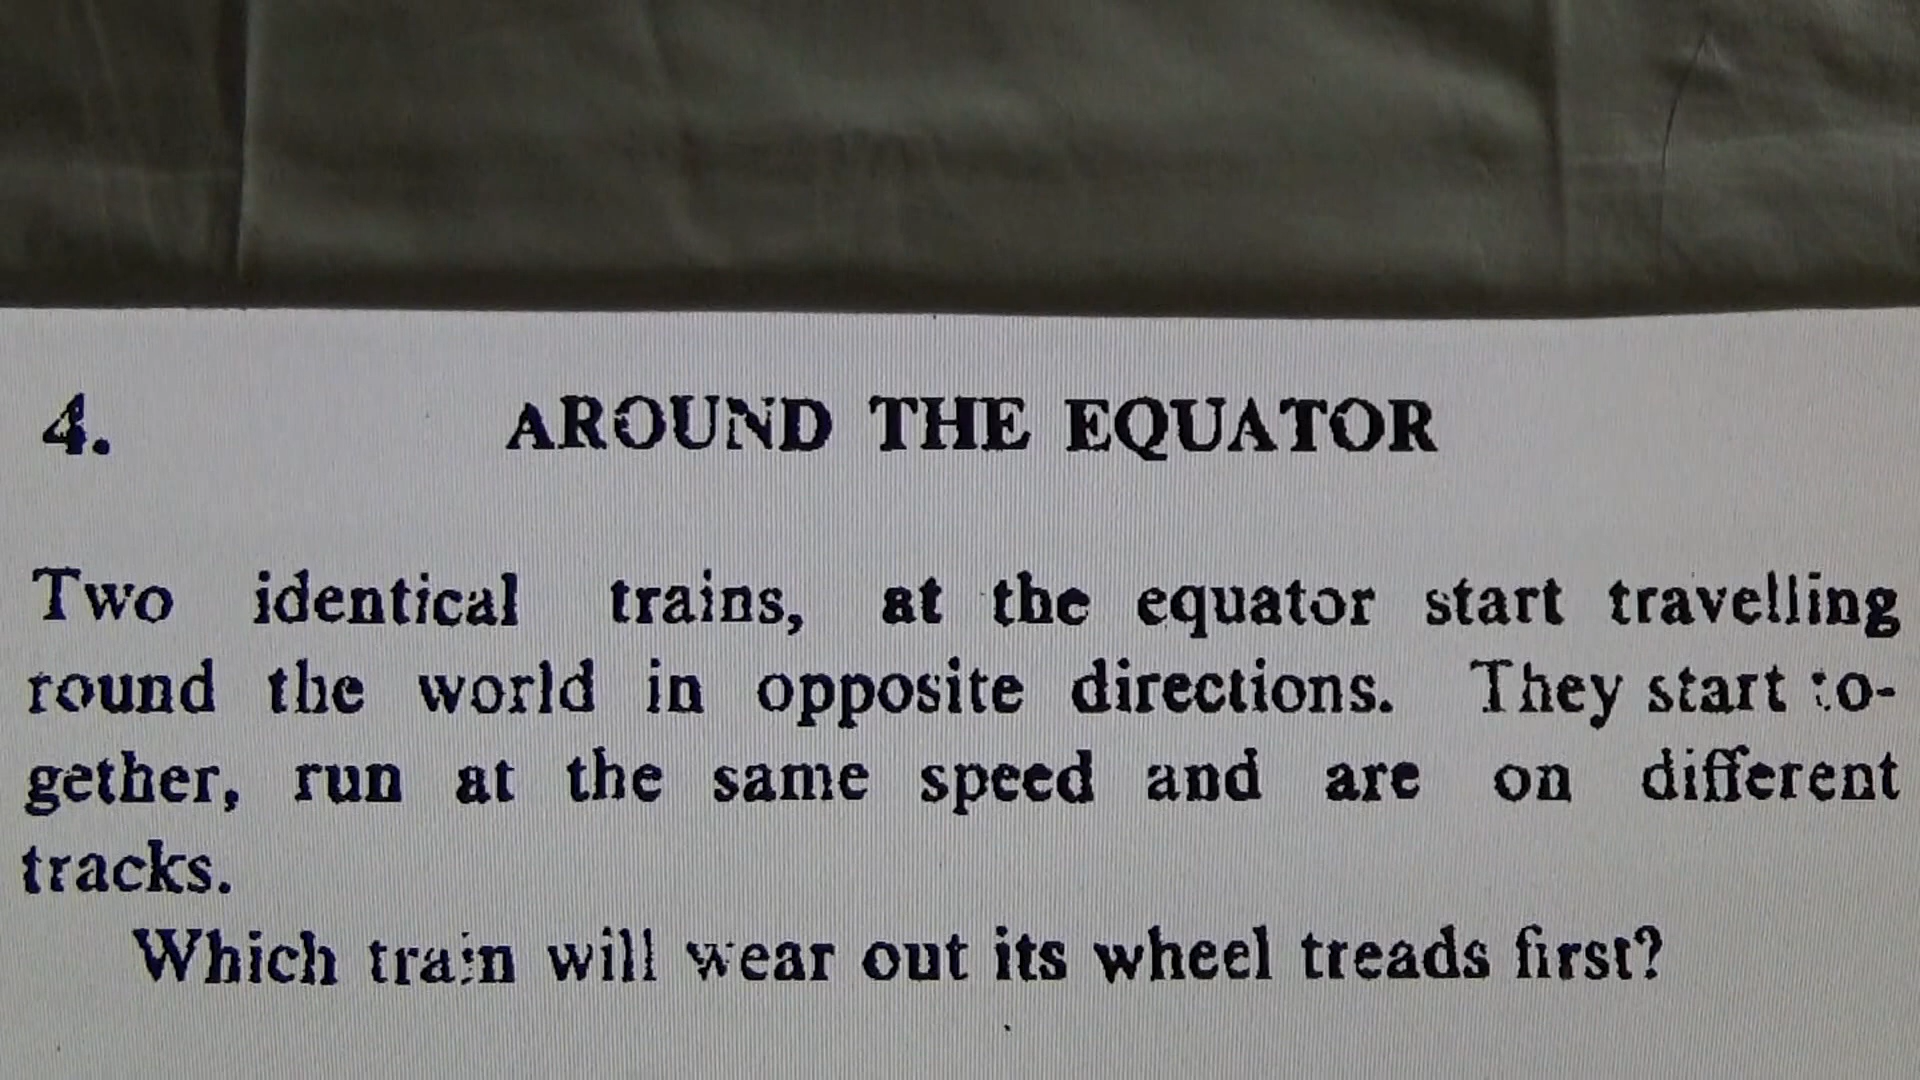 4. AROUND THE EQUATOR
Two identical trains, at the equator start travelling
round the world in opposite directions. They start to-
gether, run at the same speed and are on different
tracks.
Which train will wear out its wheel treads first?